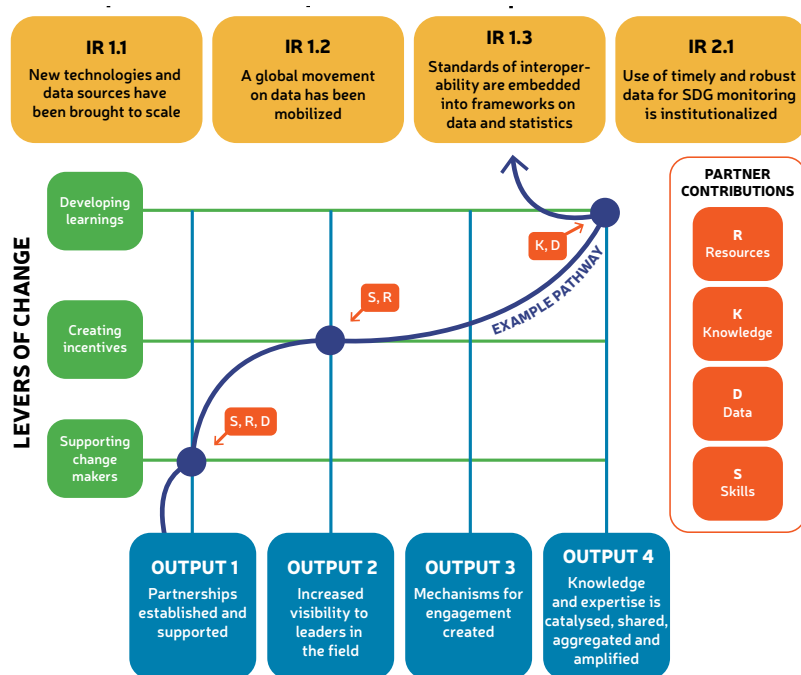 IR 1.1
New technologies and
data sources have
been brought to scale
IR 1.2
A global movement
on data has been
mobilized
IR 1.3
Standards of interoper-
ability are embedded
into frameworks on
data and statistics
IR 2.1
Use of timely and robust
data for SDG monitoring
is institutionalized
LEVERS OF CHANGE
Developing
learnings
Creating
incentives
Supporting
change
makers
K, D
S, R
S, R, D
EXAMPLE PATHWAY
PARTNER
CONTRIBUTIONS
R
Resources
K
Knowledge
D
Data
S
Skills
OUTPUT 1
Partnerships
established and
supported
OUTPUT 2
Increased
visibility to
leaders in
the field
OUTPUT 3
Mechanisms for
engagement
created
OUTPUT 4
Knowledge
and expertise is
catalysed, shared,
aggregated and
amplified